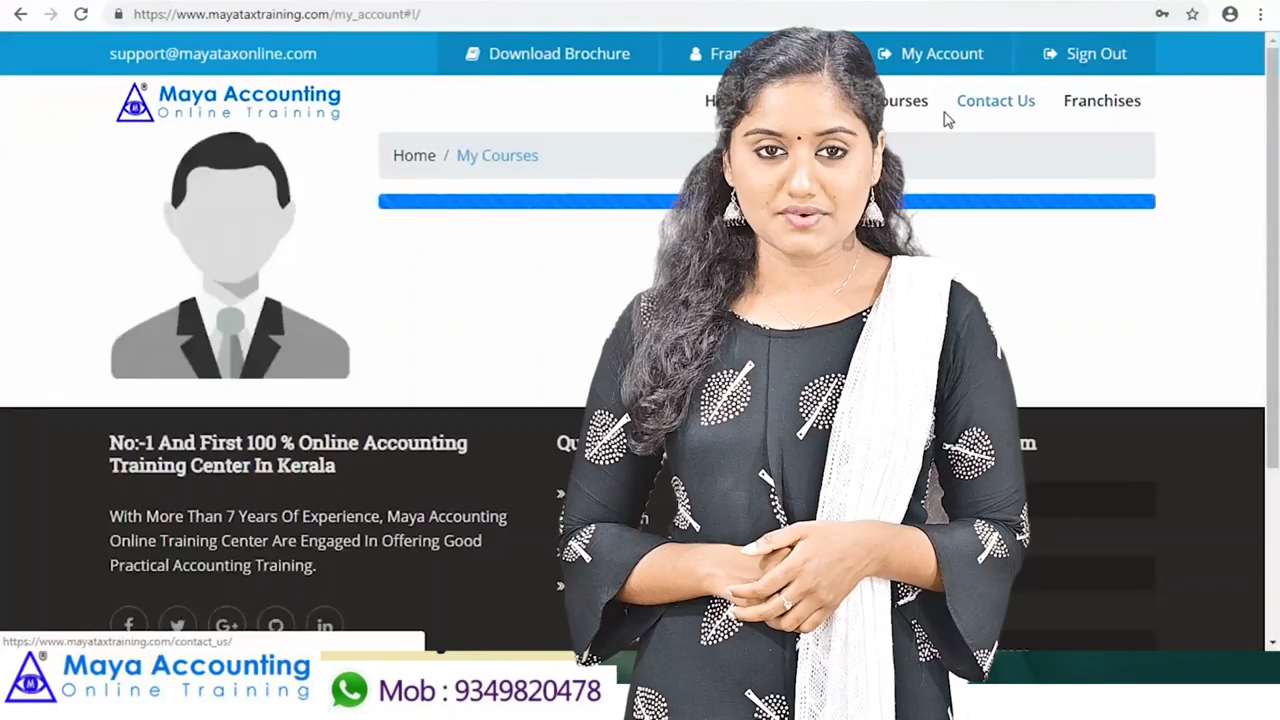 https://www.mayataxtraining.com/my_account#!/
support@mayataxonline.com
Download Brochure
My Account
Sign Out
Maya Accounting
Online Training
Contact Us
Franchises
Home / My Courses
No:-1 And First 100 % Online Accounting
Training Center In Kerala
With More Than 7 Years Of Experience, Maya Accounting
Online Training Center Are Engaged In Offering Good
Practical Accounting Training.
https://www.mayataxtraining.com/contact_us/
Maya Accounting
Online Training
Mob : 9349820478